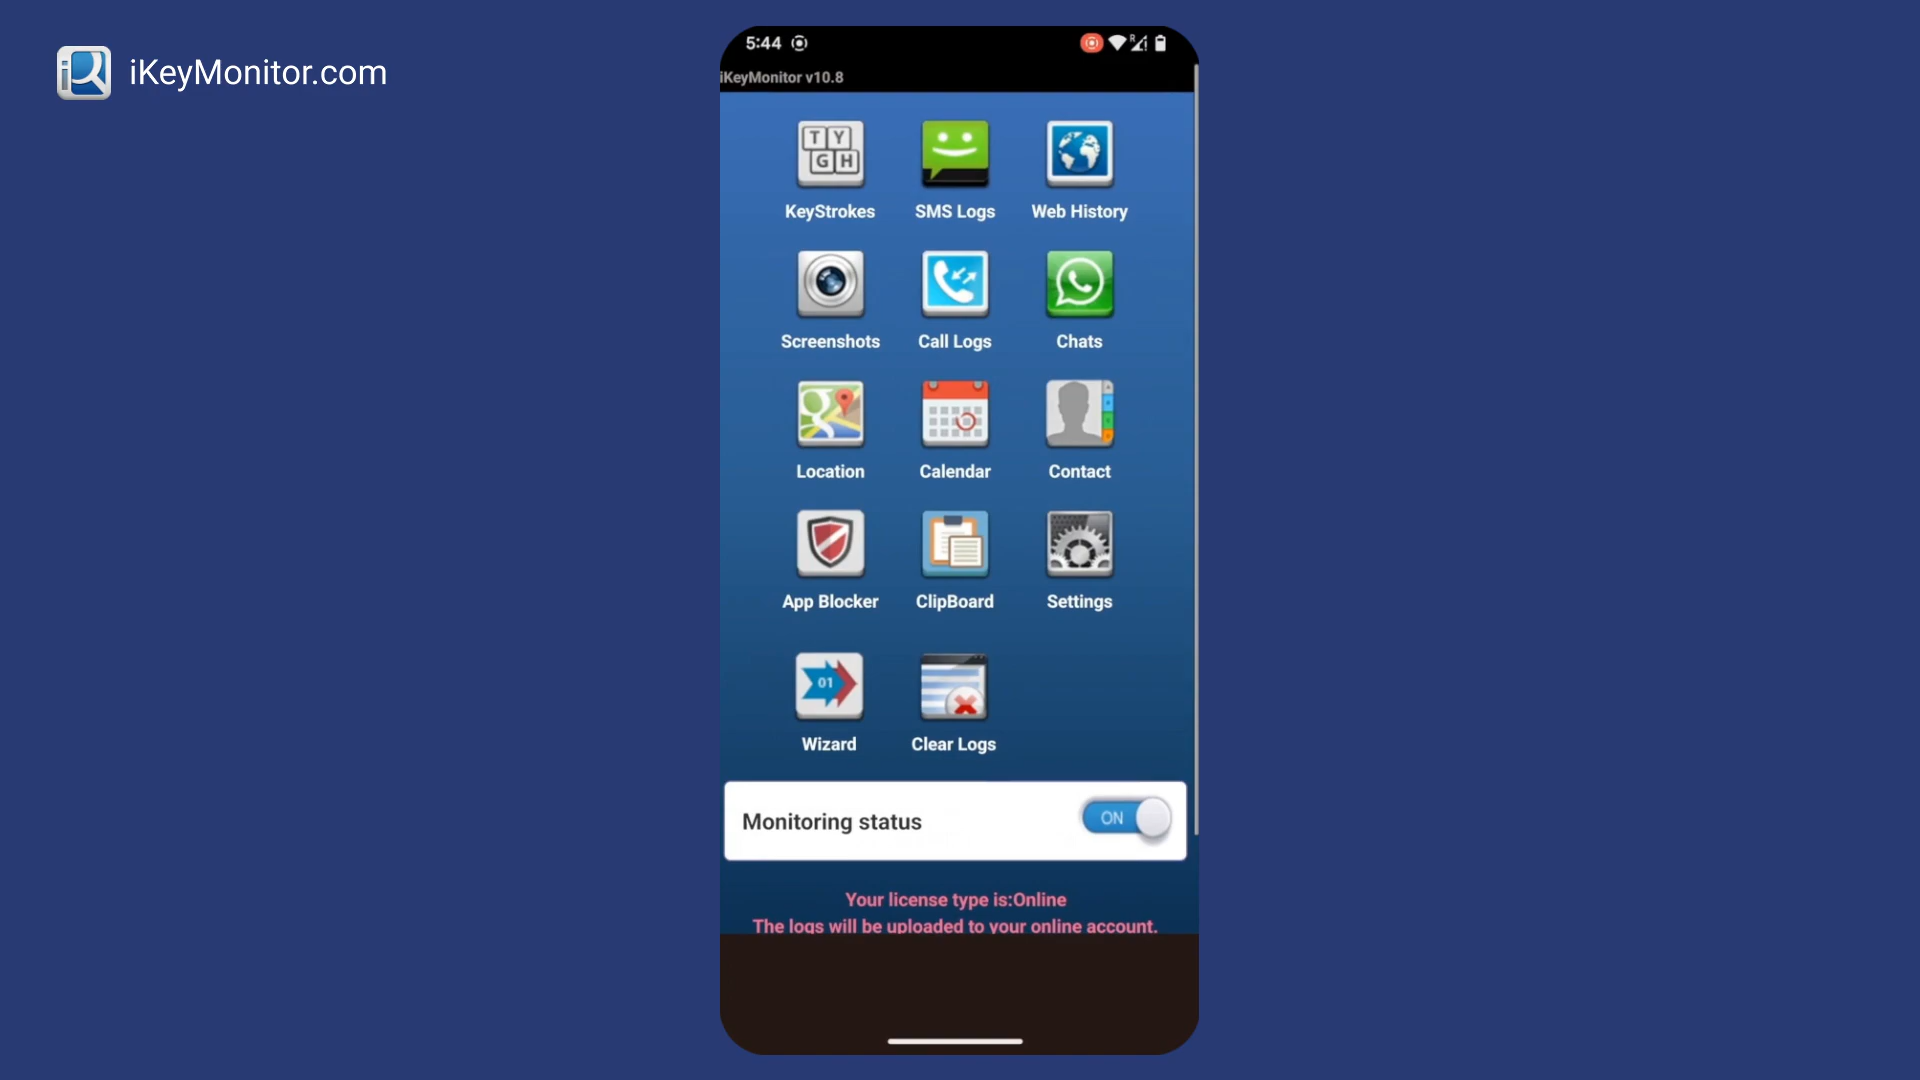 iKeyMonitor.com
5:44
R
iKeyMonitor v10.8
T Y
G H
KeyStrokes
SMS Logs
Web History
Screenshots
Call Logs
Chats
Location
Calendar
Contact
App Blocker
ClipBoard
Settings
01
Wizard
Clear Logs
Monitoring status
ON
Your license type is:Online
The logs will be uploaded to your online account.